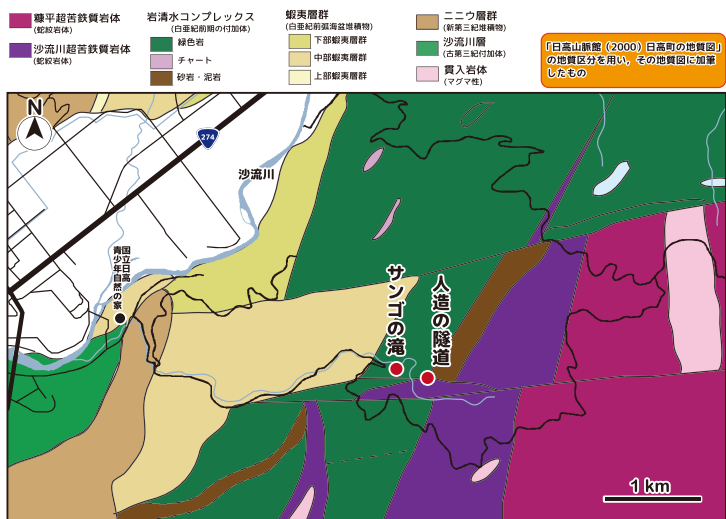 糠平超苦鉄質岩体
(蛇紋岩体)
沙流川超苦鉄質岩体
(蛇紋岩体)
岩清水コンプレックス
(白亜紀前期の付加体)
緑色岩
チャート
砂岩・泥岩
蝦夷層群
(白亜紀前弧海盆堆積物)
下部蝦夷層群
中部蝦夷層群
上部蝦夷層群
ニニウ層群
(新第三紀堆積物)
沙流川層
(古第三紀付加体)
貫入岩体
(マグマ性)
「日高山脈館（2000）日高町の地質図」
の地質区分を用い，その地質図に加筆
したもの
N
274
沙流川
国立日高
青少年自然の家
サンゴの滝
人造の隧道
1 km